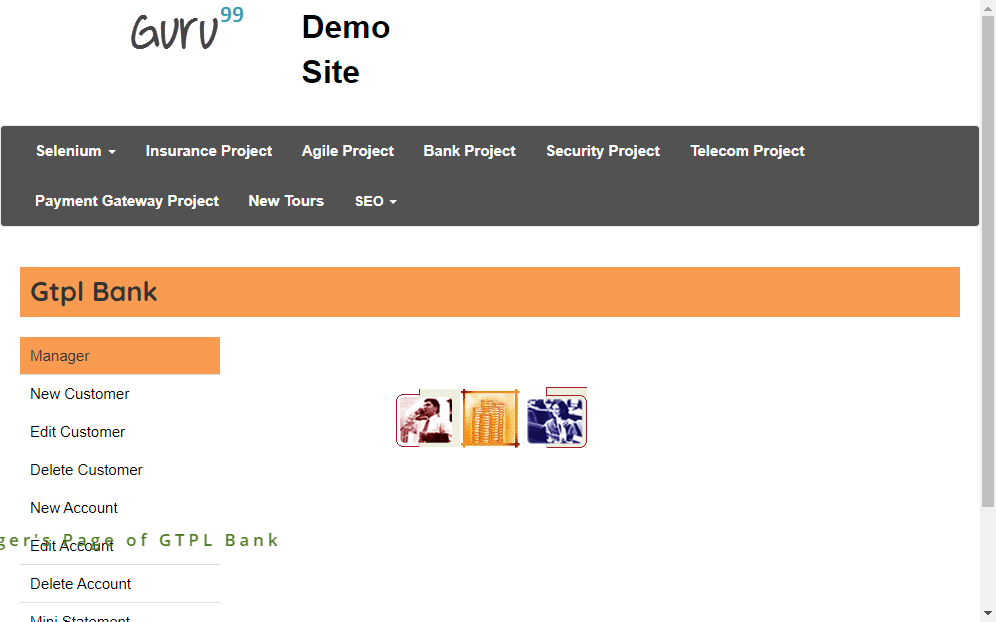 Guru99
Demo
Site
Selenium Insurance Project Agile Project Bank Project Security Project Telecom Project
Payment Gateway Project New Tours SEO
Gtpl Bank
Manager
New Customer
Edit Customer
Delete Customer
New Account
ger's Page of GTPL Bank
Edit Account
Delete Account
Mini Statement